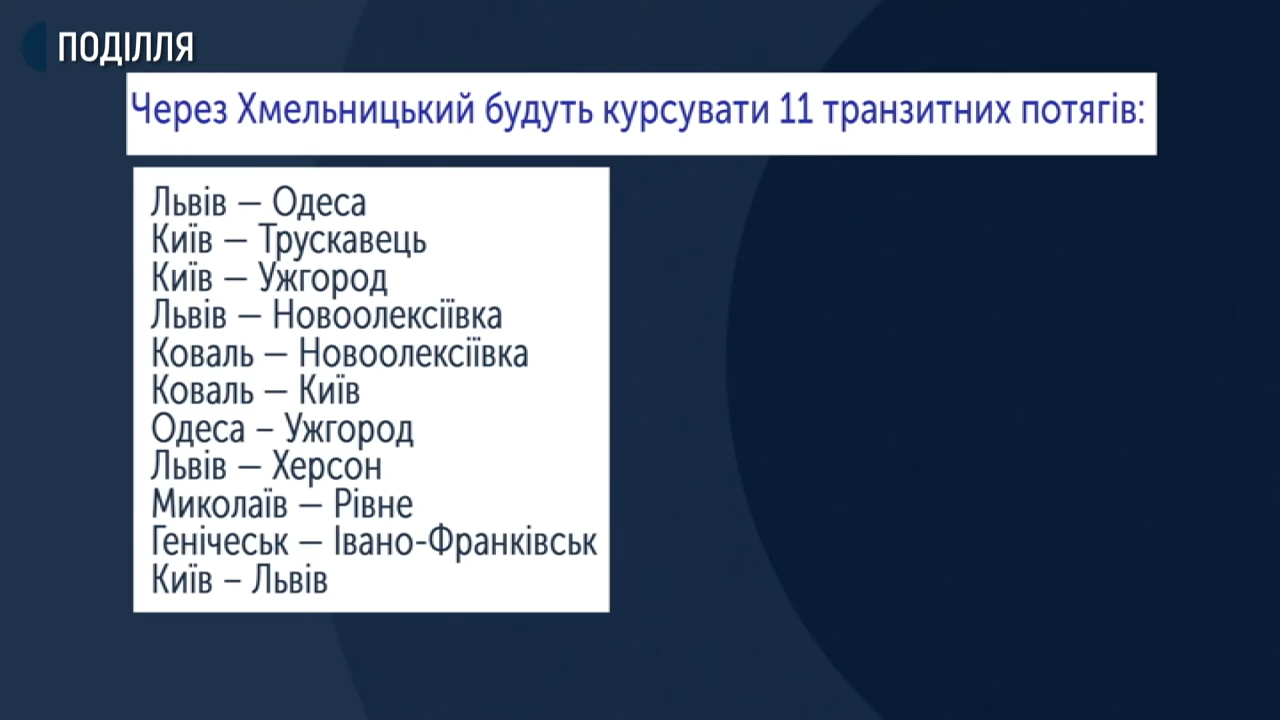 ПОДІЛЛЯ
Через Хмельницький будуть курсувати 11 транзитних потягів:
Львів — Одеса
Київ — Трускавець
Київ — Ужгород
Львів — Новоолексіївка
Коваль — Новоолексіївка
Коваль — Київ
Одеса – Ужгород
Львів — Херсон
Миколаїв — Рівне
Генічеськ — Івано-Франківськ
Київ – Львів